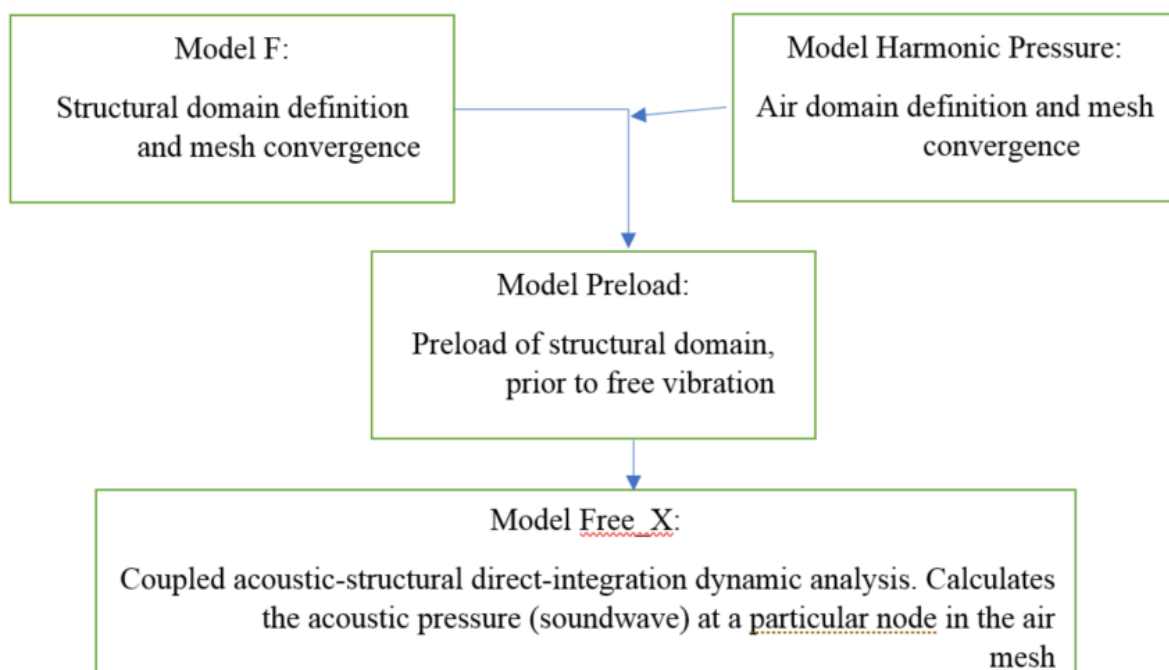 Model F:
Structural domain definition
and mesh convergence
Model Harmonic Pressure:
Air domain definition and mesh
convergence
Model Preload:
Preload of structural domain,
prior to free vibration
Model Free_X:
Coupled acoustic-structural direct-integration dynamic analysis. Calculates
the acoustic pressure (soundwave) at a particular node in the air
mesh